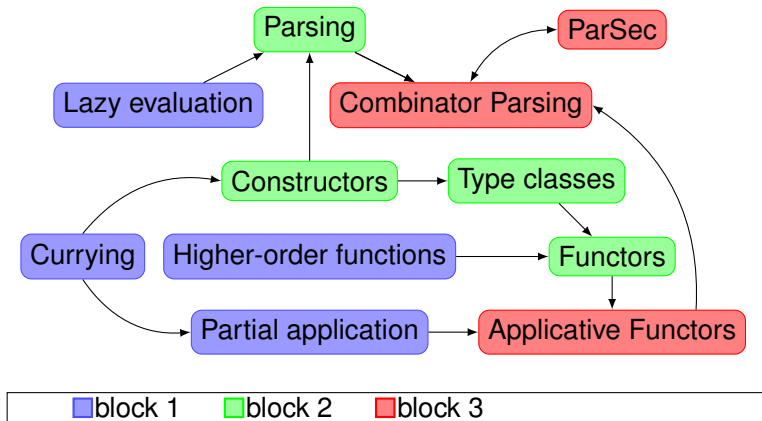 Parsing
ParSec
Lazy evaluation
Combinator Parsing
Constructors
Type classes
Currying
Higher-order functions
Functors
Partial application
Applicative Functors
block 1
block 2
block 3